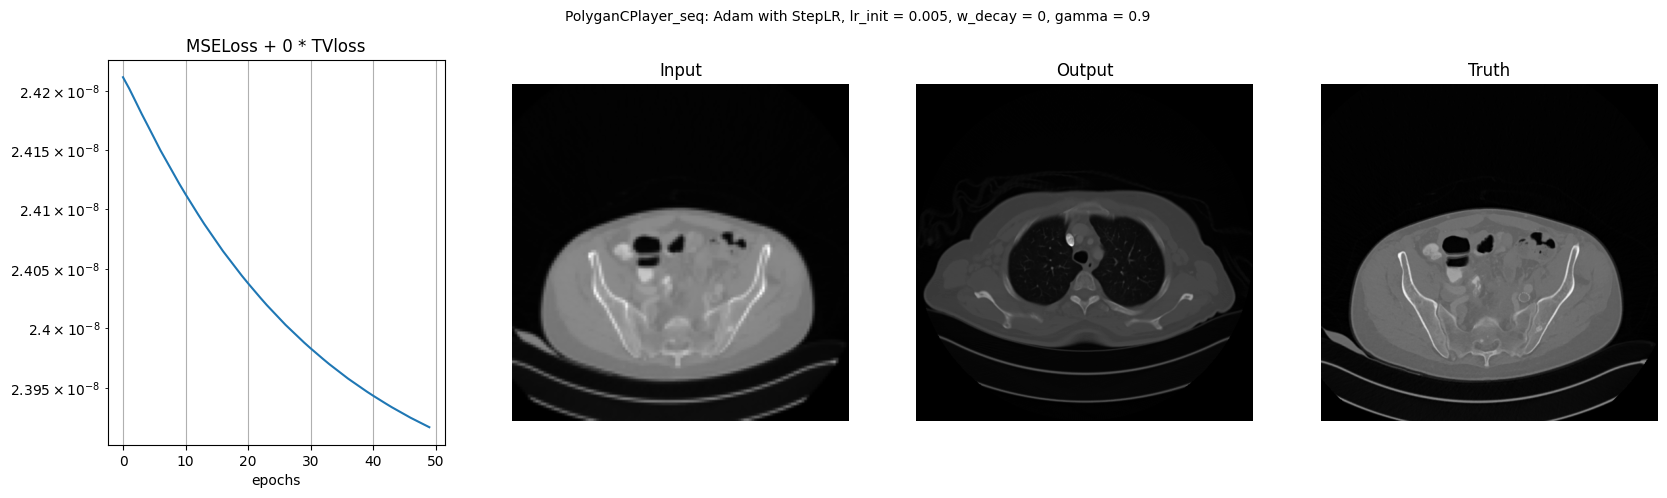 PolyganCPlayer_seq: Adam with StepLR, lr_init = 0.005, w_decay = 0, gamma = 0.9
MSELoss + 0 * TVloss
2.42 × 10⁻⁸
2.415 × 10⁻⁸
2.41 × 10⁻⁸
2.405 × 10⁻⁸
2.4 × 10⁻⁸
2.395 × 10⁻⁸
0 10 20 30 40 50
epochs
Input
Output
Truth